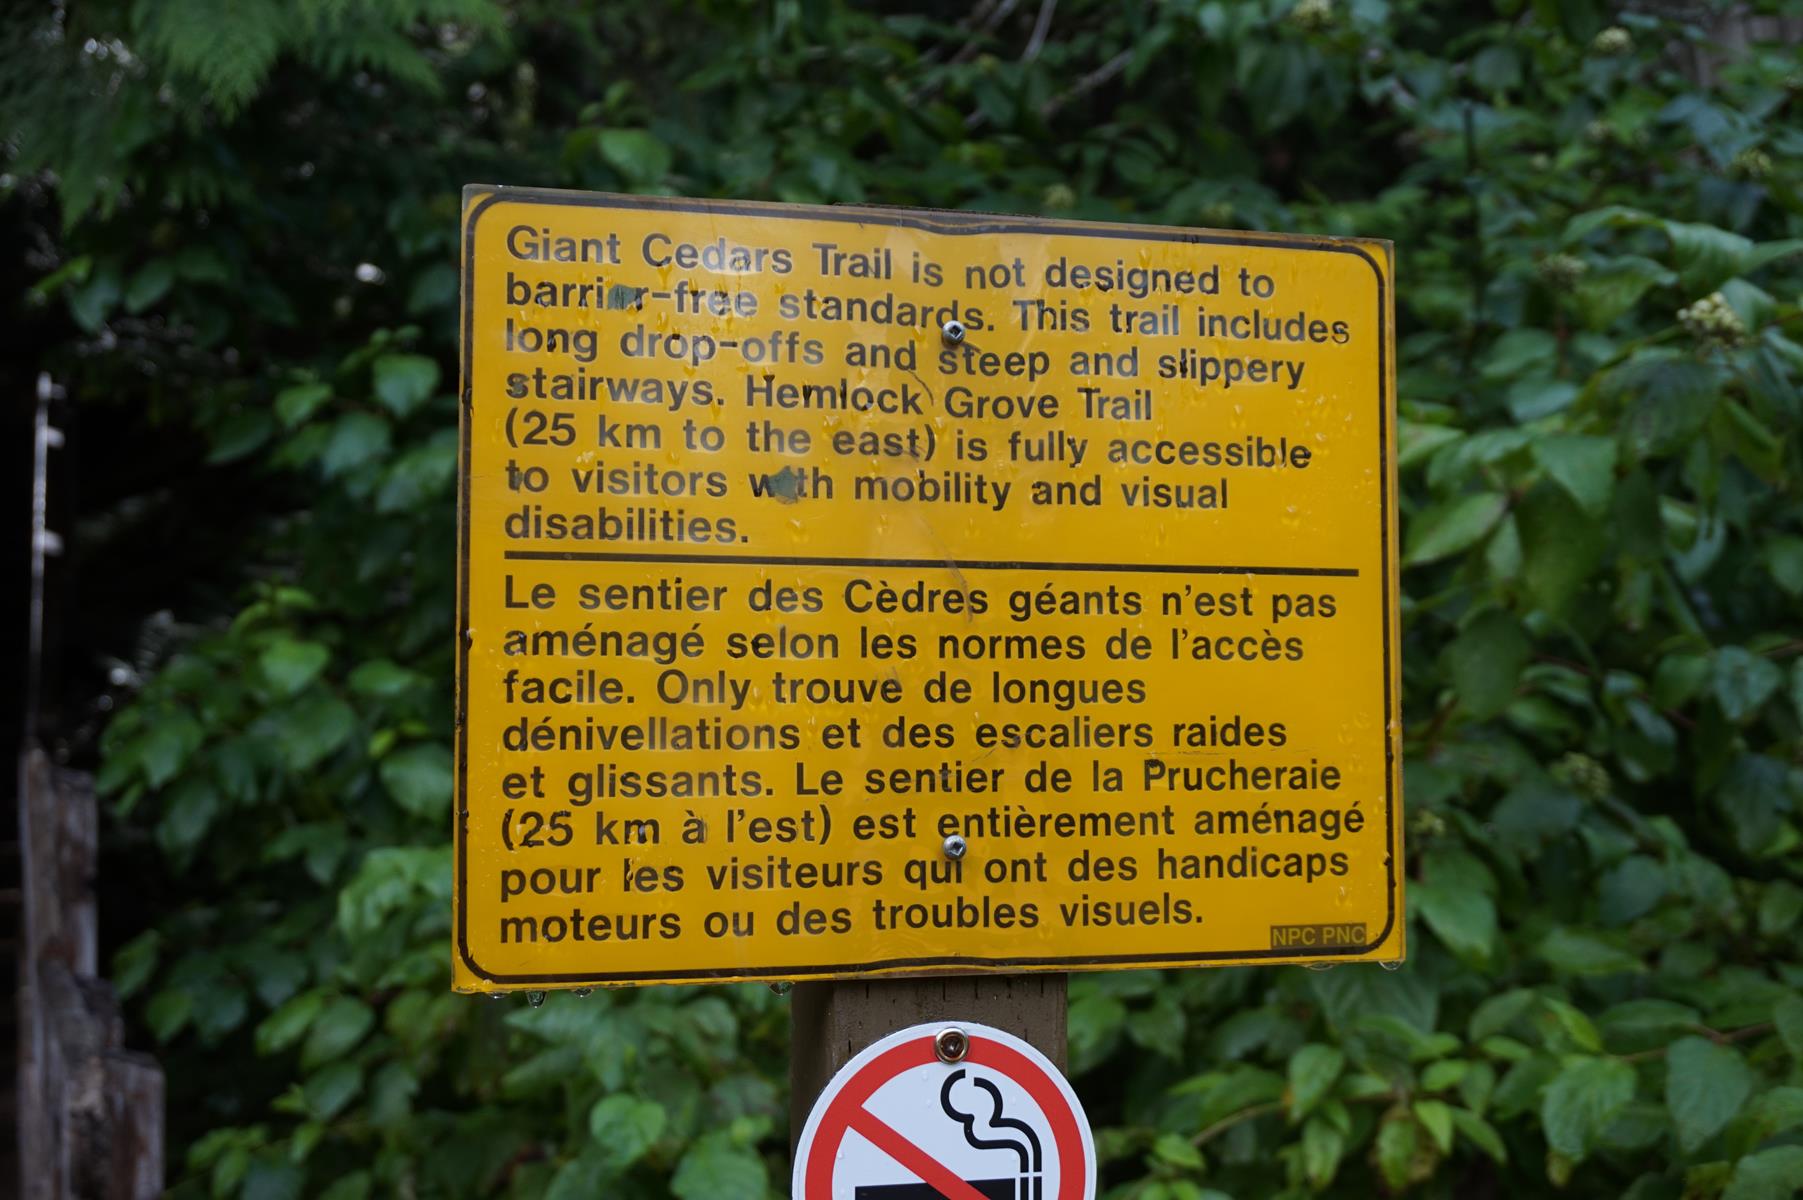 Giant Cedars Trail is not designed to
barrier-free standards. This trail includes
long drop-offs and steep and slippery
stairways. Hemlock Grove Trail
(25 km to the east) is fully accessible
to visitors with mobility and visual
disabilities.
Le sentier des Cèdres géants n'est pas
aménagé selon les normes de l'accès
facile. Only trouve de longues
dénivellations et des escaliers raides
et glissants. Le sentier de la Prucheraie
(25 km à l'est) est entièrement aménagé
pour les visiteurs qui ont des handicaps
moteurs ou des troubles visuels.
NPC PNC